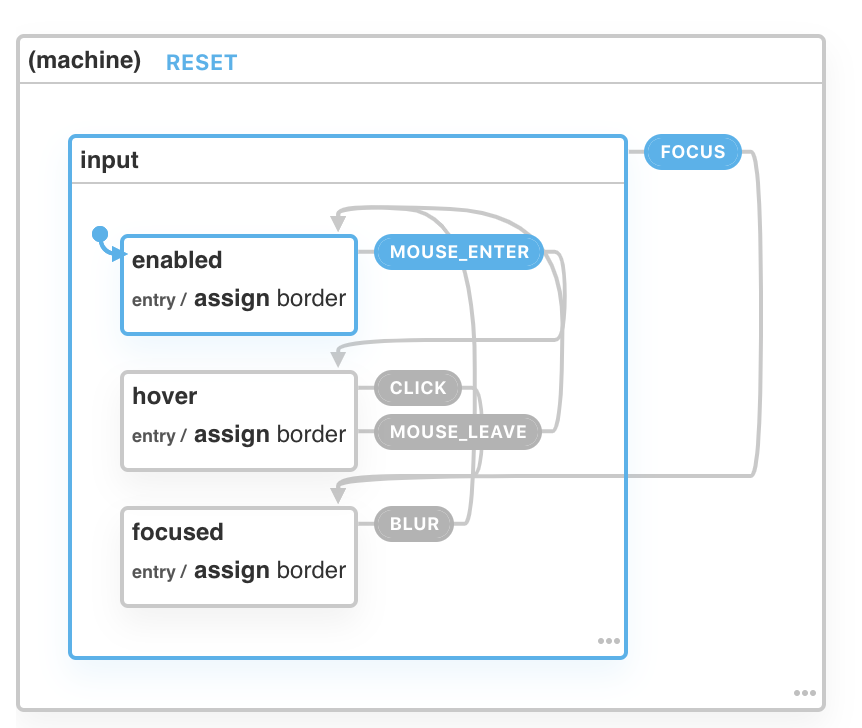 (machine) RESET
input FOCUS
enabled MOUSE_ENTER
entry / assign border
hover CLICK
entry / assign border MOUSE_LEAVE
focused BLUR
entry / assign border